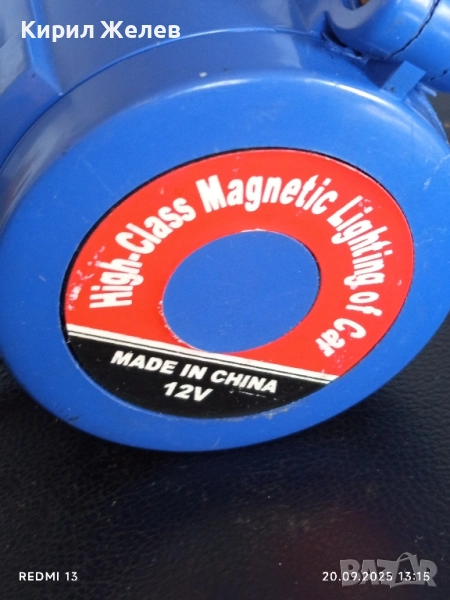 Кирил Желев
High-Class Magnetic Lighting of Car
MADE IN CHINA
12V
REDMI 13
20.09.2025 13:15
BAZAR